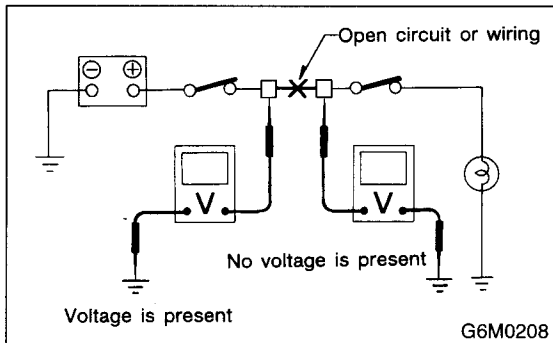 Open circuit or wiring
⊖ ⊕
V V
No voltage is present
Voltage is present
G6M0208